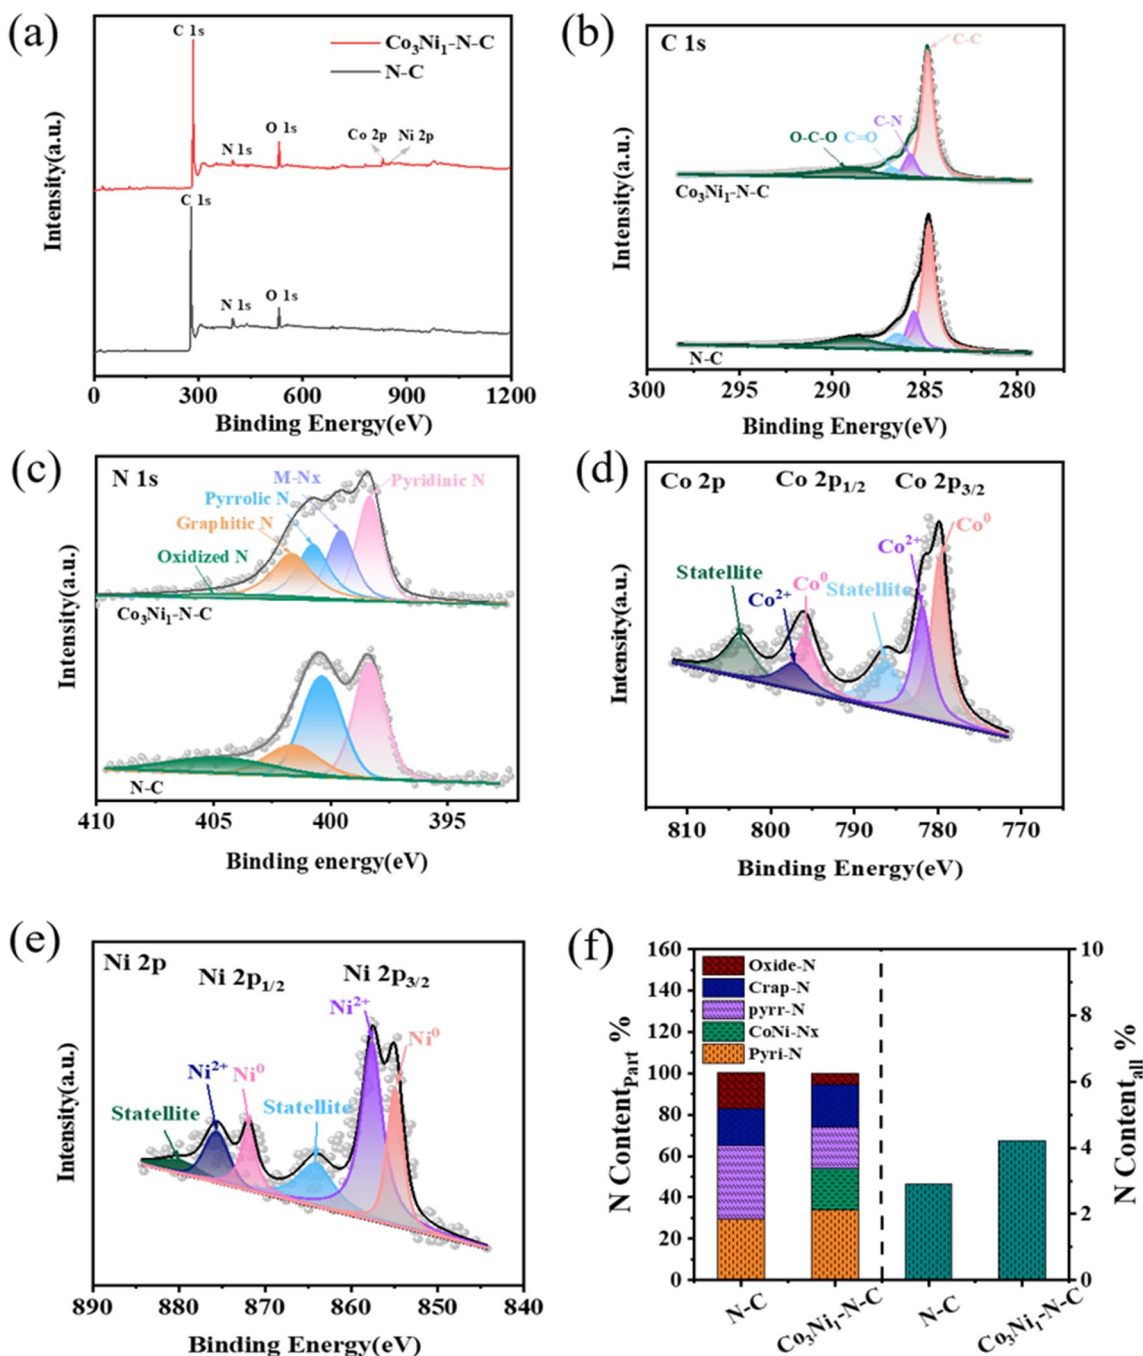 (a)
C 1s
Co₃Ni₁-N-C
N-C
N 1s
O 1s
Co 2p
Ni 2p
C 1s
N 1s
O 1s
Intensity(a.u.)
0 300 600 900 1200
Binding Energy(eV)
(b)
C 1s
C-C
C-N
C=O
O-C-O
Co₃Ni₁-N-C
N-C
Intensity(a.u.)
300 295 290 285 280
Binding Energy(eV)
(c)
N 1s
M-Nx
Pyridinic N
Pyrrolic N
Graphitic N
Oxidized N
Co₃Ni₁-N-C
N-C
Intensity(a.u.)
410 405 400 395
Binding energy(eV)
(d)
Co 2p
Co 2p₁/₂
Co 2p₃/₂
Co⁰
Co²⁺
Statellite
Co⁰
Statellite
Co²⁺
Intensity(a.u.)
810 800 790 780 770
Binding Energy(eV)
(e)
Ni 2p
Ni 2p₁/₂
Ni 2p₃/₂
Ni²⁺
Ni⁰
Ni²⁺
Ni⁰
Statellite
Statellite
Intensity(a.u.)
890 880 870 860 850 840
Binding Energy(eV)
(f)
Oxide-N
Crap-N
pyrr-N
CoNi-Nx
Pyri-N
N Content_Part %
160
140
120
100
80
60
40
20
0
N Content_all %
10
8
6
4
2
0
N-C
Co₃Ni₁-N-C
N-C
Co₃Ni₁-N-C